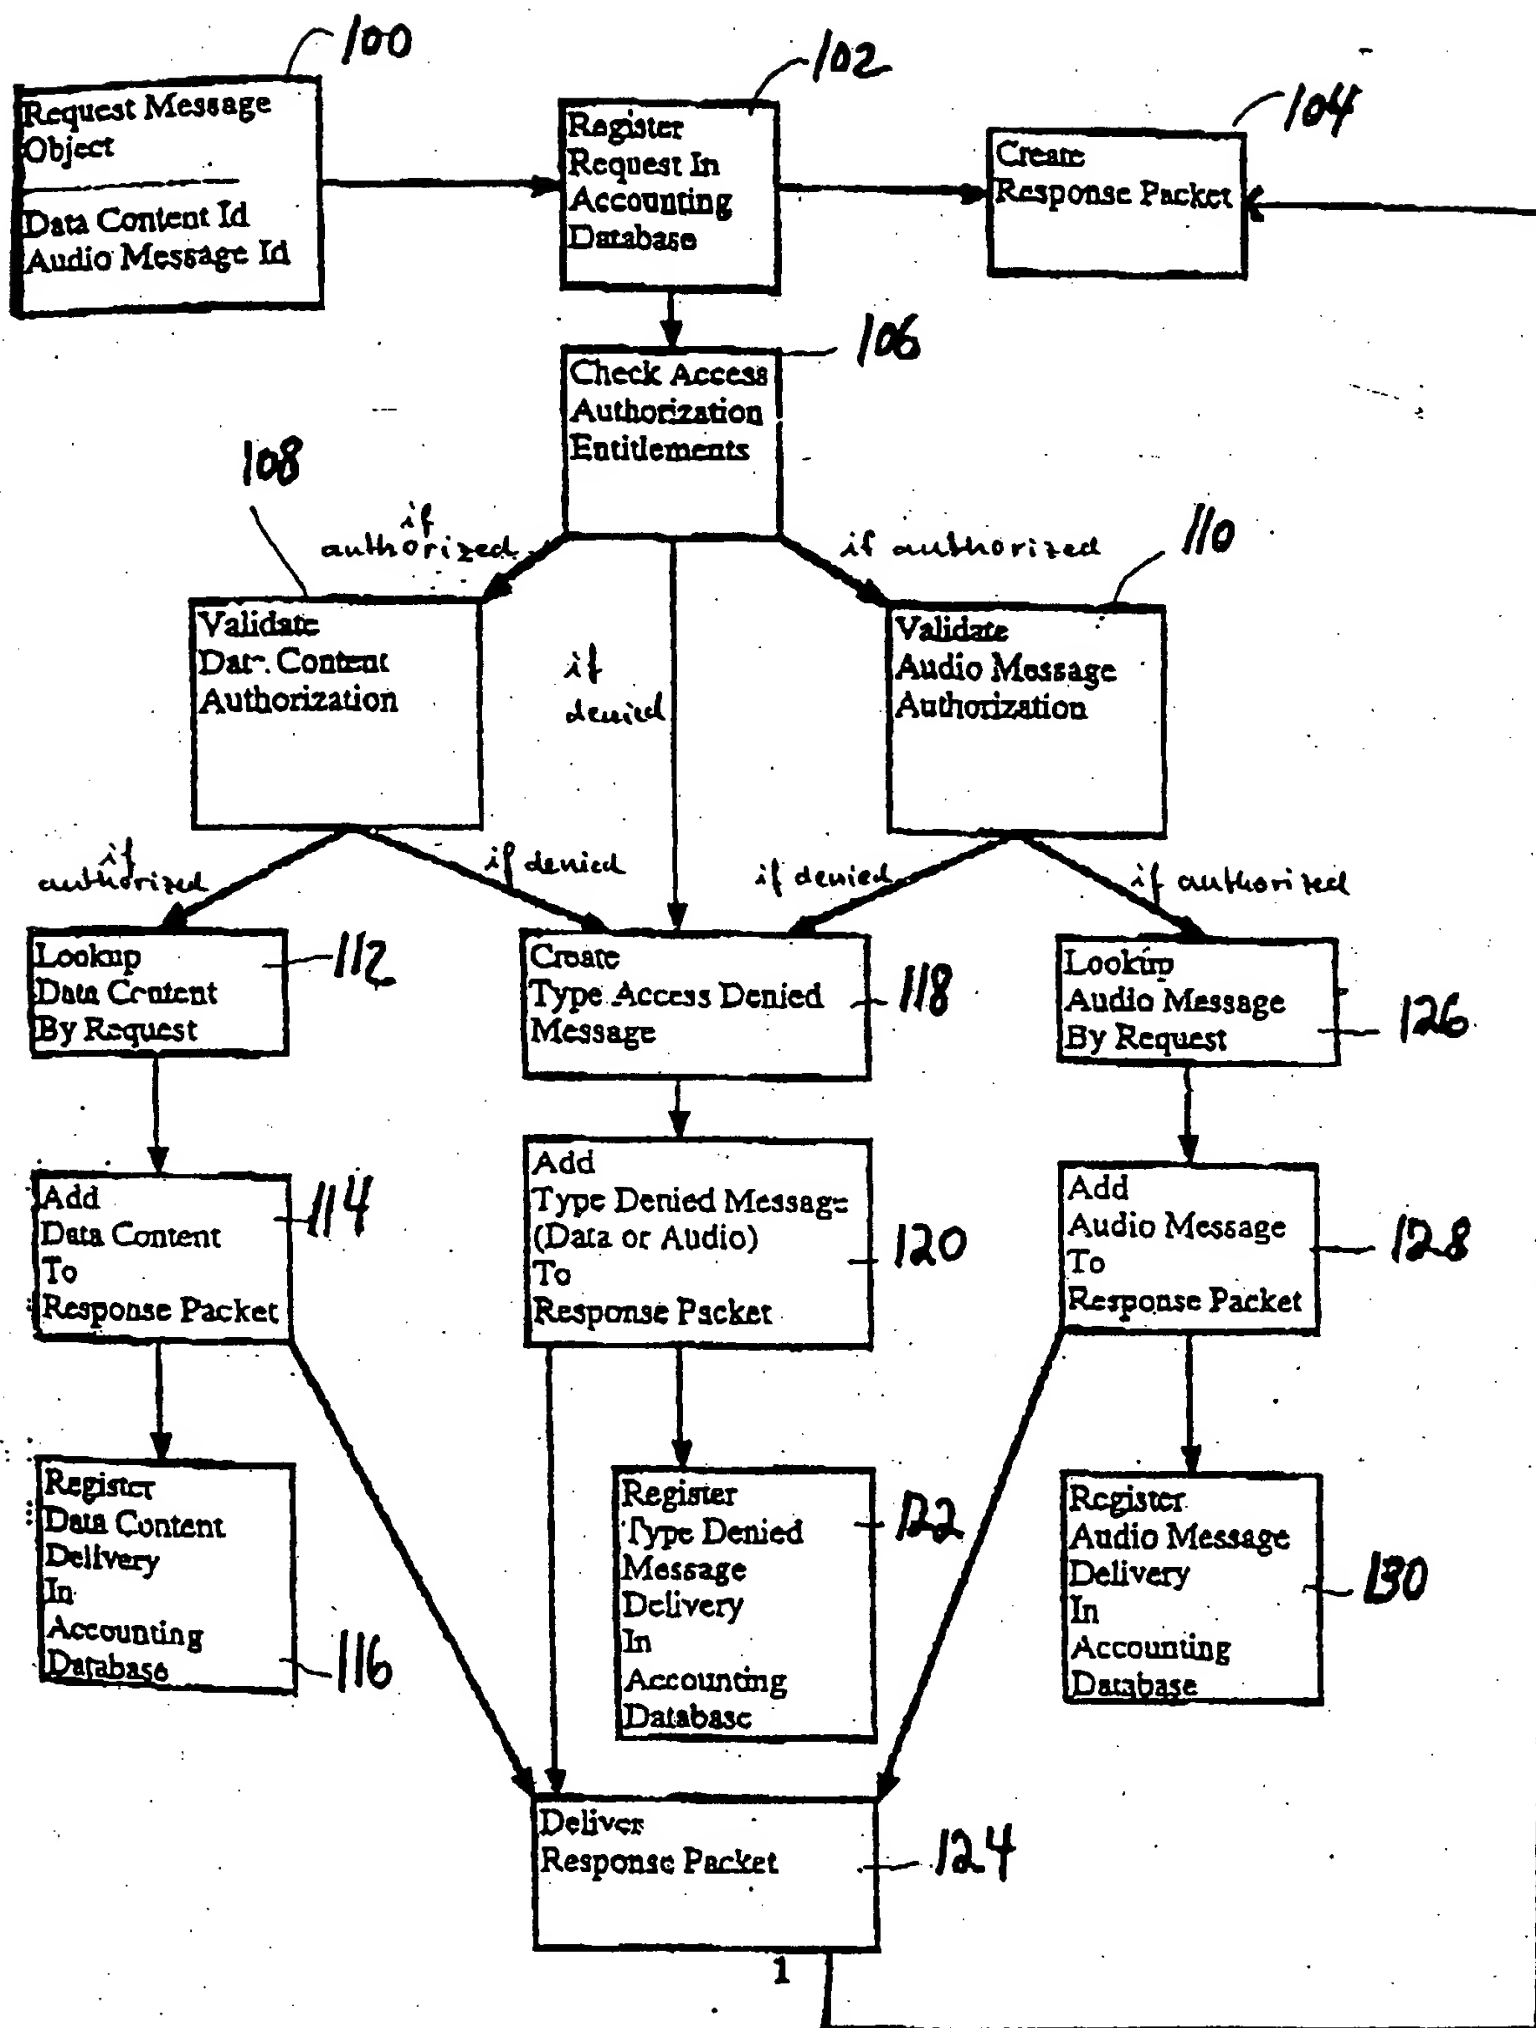 100
Request Message
Object
Data Content Id
Audio Message Id
102
Register
Request In
Accounting
Database
104
Create
Response Packet
106
Check Access
Authorization
Entitlements
if
authorized
if authorized
108
Validate
Content
Authorization
if
denied
110
Validate
Audio Message
Authorization
if
authorized
if denied
if denied
if authorized
112
Lookup
Data Content
By Request
118
Create
Type Access Denied
Message
126
Lookup
Audio Message
By Request
114
Add
Data Content
To
Response Packet
120
Add
Type Denied Message
(Data or Audio)
To
Response Packet
128
Add
Audio Message
To
Response Packet
116
Register
Data Content
Delivery
In
Accounting
Database
122
Register
Type Denied
Message
Delivery
In
Accounting
Database
130
Register
Audio Message
Delivery
In
Accounting
Database
124
Deliver
Response Packet
1